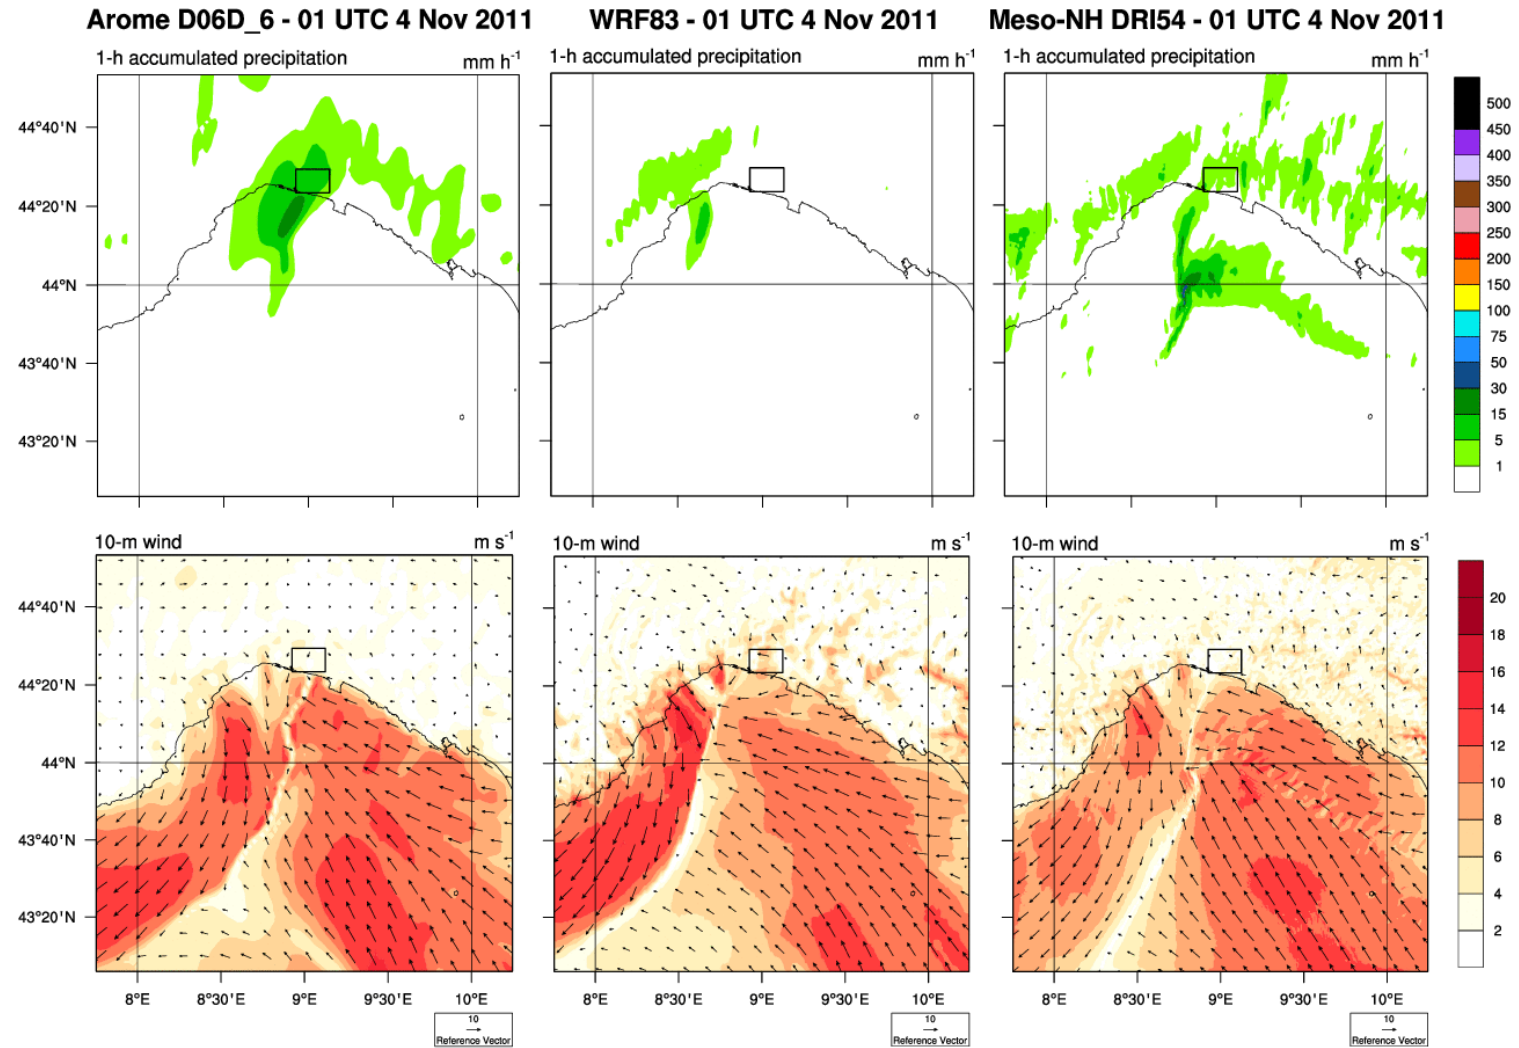 Arome D06D_6 - 01 UTC 4 Nov 2011
WRF83 - 01 UTC 4 Nov 2011
Meso-NH DRI54 - 01 UTC 4 Nov 2011
1-h accumulated precipitation mm h-1
1-h accumulated precipitation mm h-1
1-h accumulated precipitation mm h-1
44°40'N
44°20'N
44°N
43°40'N
43°20'N
500
450
400
350
300
250
200
150
100
75
50
30
15
5
1
10-m wind m s-1
10-m wind m s-1
10-m wind m s-1
44°40'N
44°20'N
44°N
43°40'N
43°20'N
20
18
16
14
12
10
8
6
4
2
8°E 8°30'E 9°E 9°30'E 10°E
8°E 8°30'E 9°E 9°30'E 10°E
8°E 8°30'E 9°E 9°30'E 10°E
10
Reference Vector
10
Reference Vector
10
Reference Vector